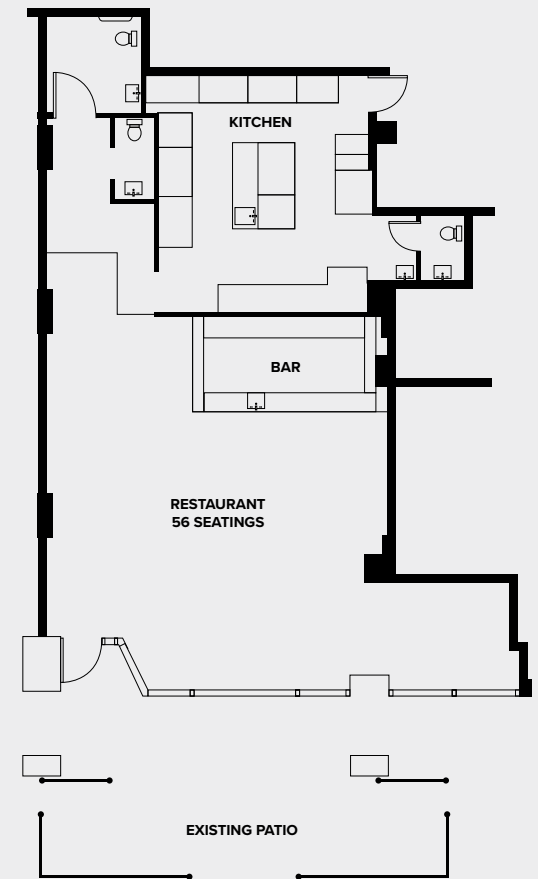 KITCHEN
BAR
RESTAURANT
56 SEATINGS
EXISTING PATIO